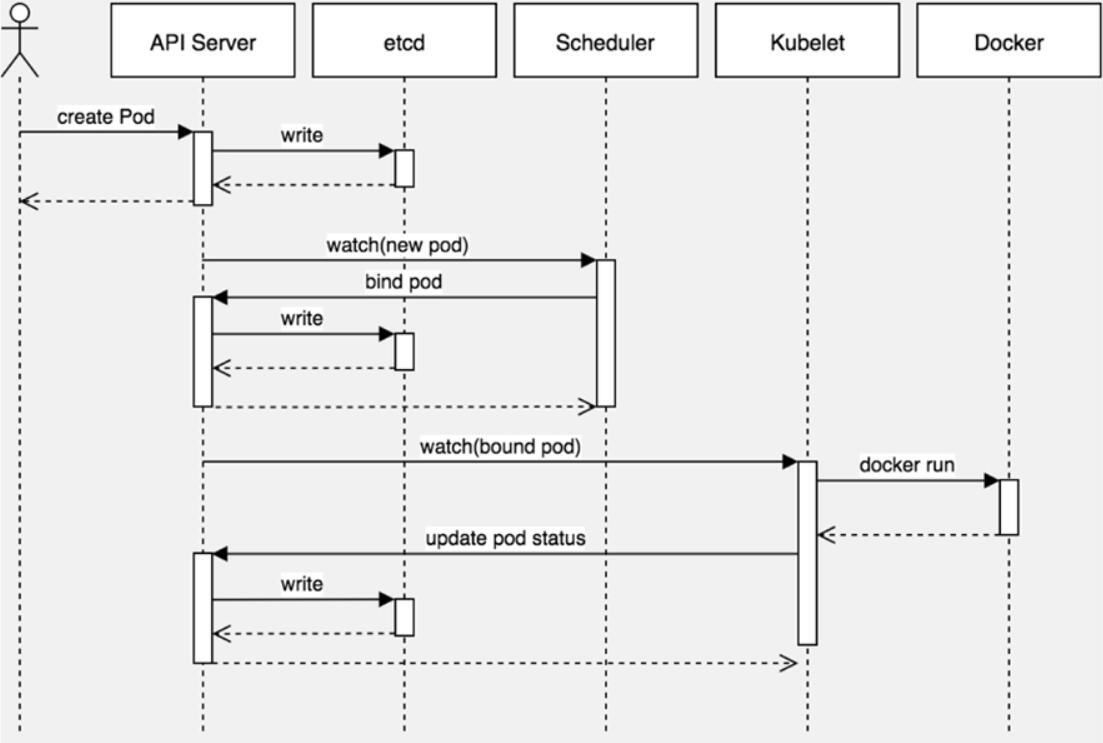 API Server
etcd
Scheduler
Kubelet
Docker
create Pod
write
watch(new pod)
bind pod
write
watch(bound pod)
docker run
update pod status
write